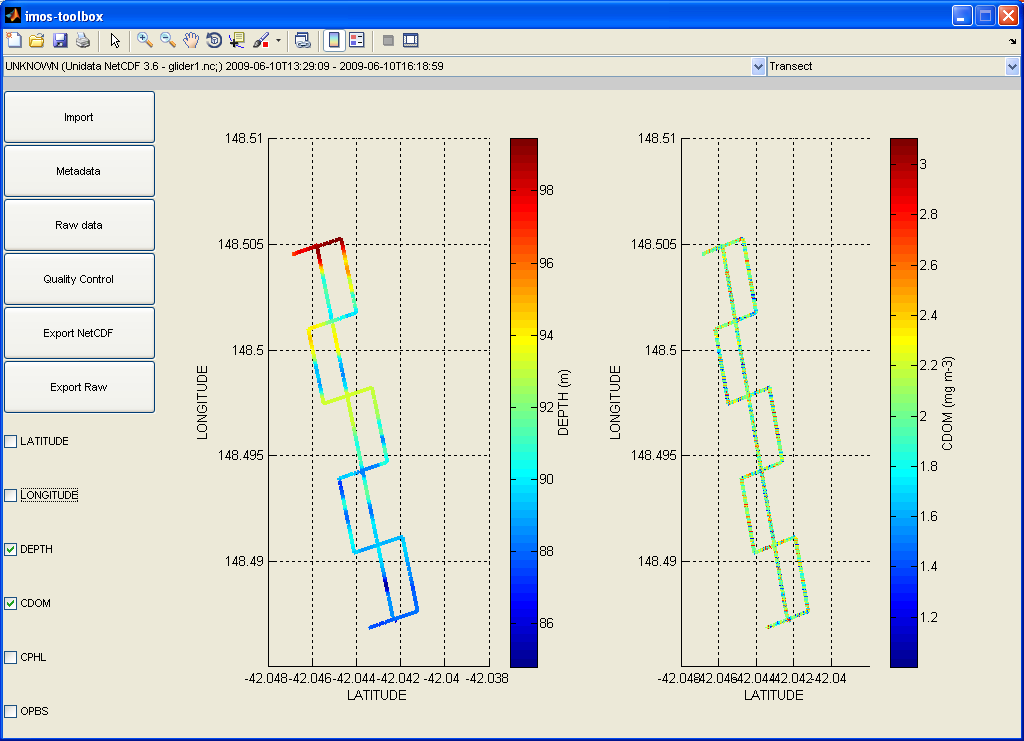 imos-toolbox
UNKNOWN (Unidata NetCDF 3.6 - glider1.nc;) 2009-06-10T13:29:09 - 2009-06-10T16:18:59
Transect
Import
Metadata
Raw data
Quality Control
Export NetCDF
Export Raw
LATITUDE
LONGITUDE
DEPTH
CDOM
CPHL
OPBS
148.51
148.505
148.5
148.495
148.49
LONGITUDE
-42.048 -42.046 -42.044 -42.042 -42.04 -42.038
LATITUDE
98
96
94
92
90
88
86
DEPTH (m)
148.51
148.505
148.5
148.495
148.49
LONGITUDE
-42.048 -42.046 -42.044 -42.042 -42.04
LATITUDE
3
2.8
2.6
2.4
2.2
2
1.8
1.6
1.4
1.2
CDOM (mg m-3)